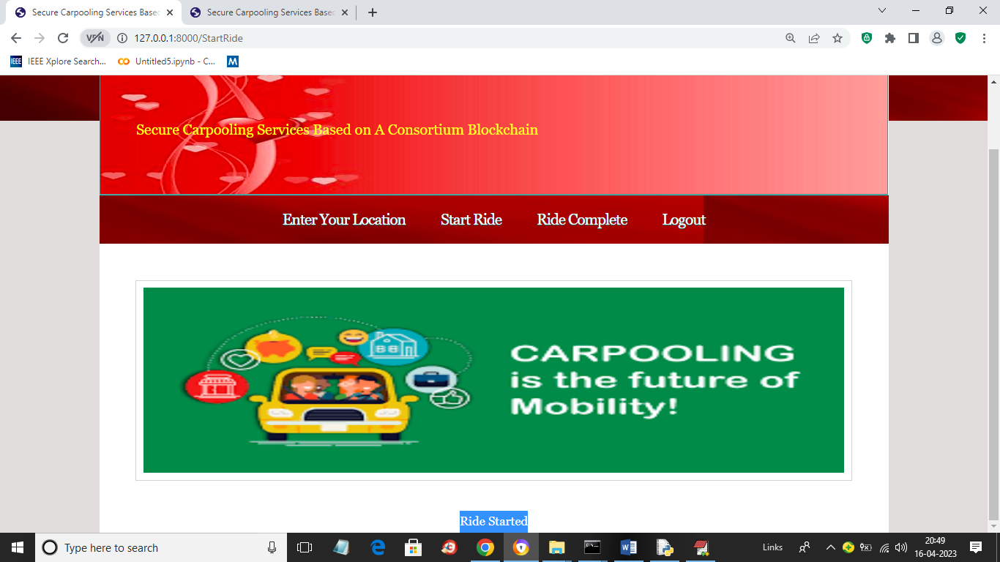 Secure Carpooling Services Based
Secure Carpooling Services Based
VPN
127.0.0.1:8000/StartRide
IEEE
IEEE Xplore Search...
Untitled5.ipynb - C...
M
Secure Carpooling Services Based on A Consortium Blockchain
Enter Your Location
Start Ride
Ride Complete
Logout
CARPOOLING
is the future of
Mobility!
Ride Started
Type here to search
Links
20:49
16-04-2023